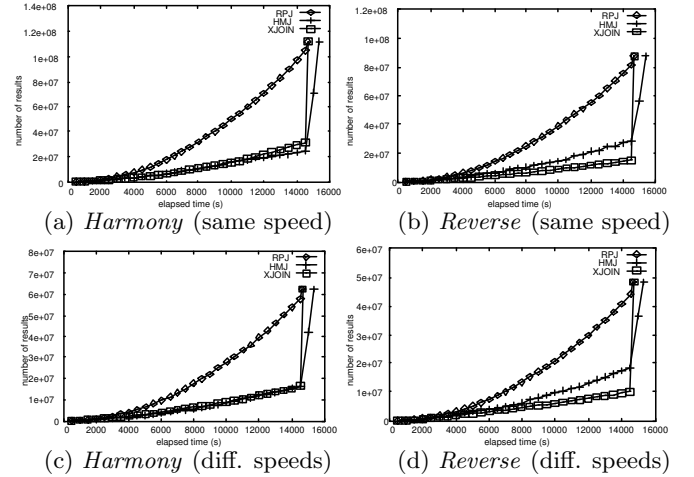 1.4e+08
1.2e+08
1e+08
8e+07
6e+07
4e+07
2e+07
0
number of results
RPJ
HMJ
XJOIN
0 2000 4000 6000 8000 10000 12000 14000 16000
elapsed time (s)
(a) Harmony (same speed)
1.2e+08
1e+08
8e+07
6e+07
4e+07
2e+07
0
number of results
RPJ
HMJ
XJOIN
0 2000 4000 6000 8000 10000 12000 14000 16000
elapsed time (s)
(b) Reverse (same speed)
8e+07
7e+07
6e+07
5e+07
4e+07
3e+07
2e+07
1e+07
0
number of results
RPJ
HMJ
XJOIN
0 2000 4000 6000 8000 10000 12000 14000 16000
elapsed time (s)
(c) Harmony (diff. speeds)
6e+07
5e+07
4e+07
3e+07
2e+07
1e+07
0
number of results
RPJ
HMJ
XJOIN
0 2000 4000 6000 8000 10000 12000 14000 16000
elapsed time (s)
(d) Reverse (diff. speeds)